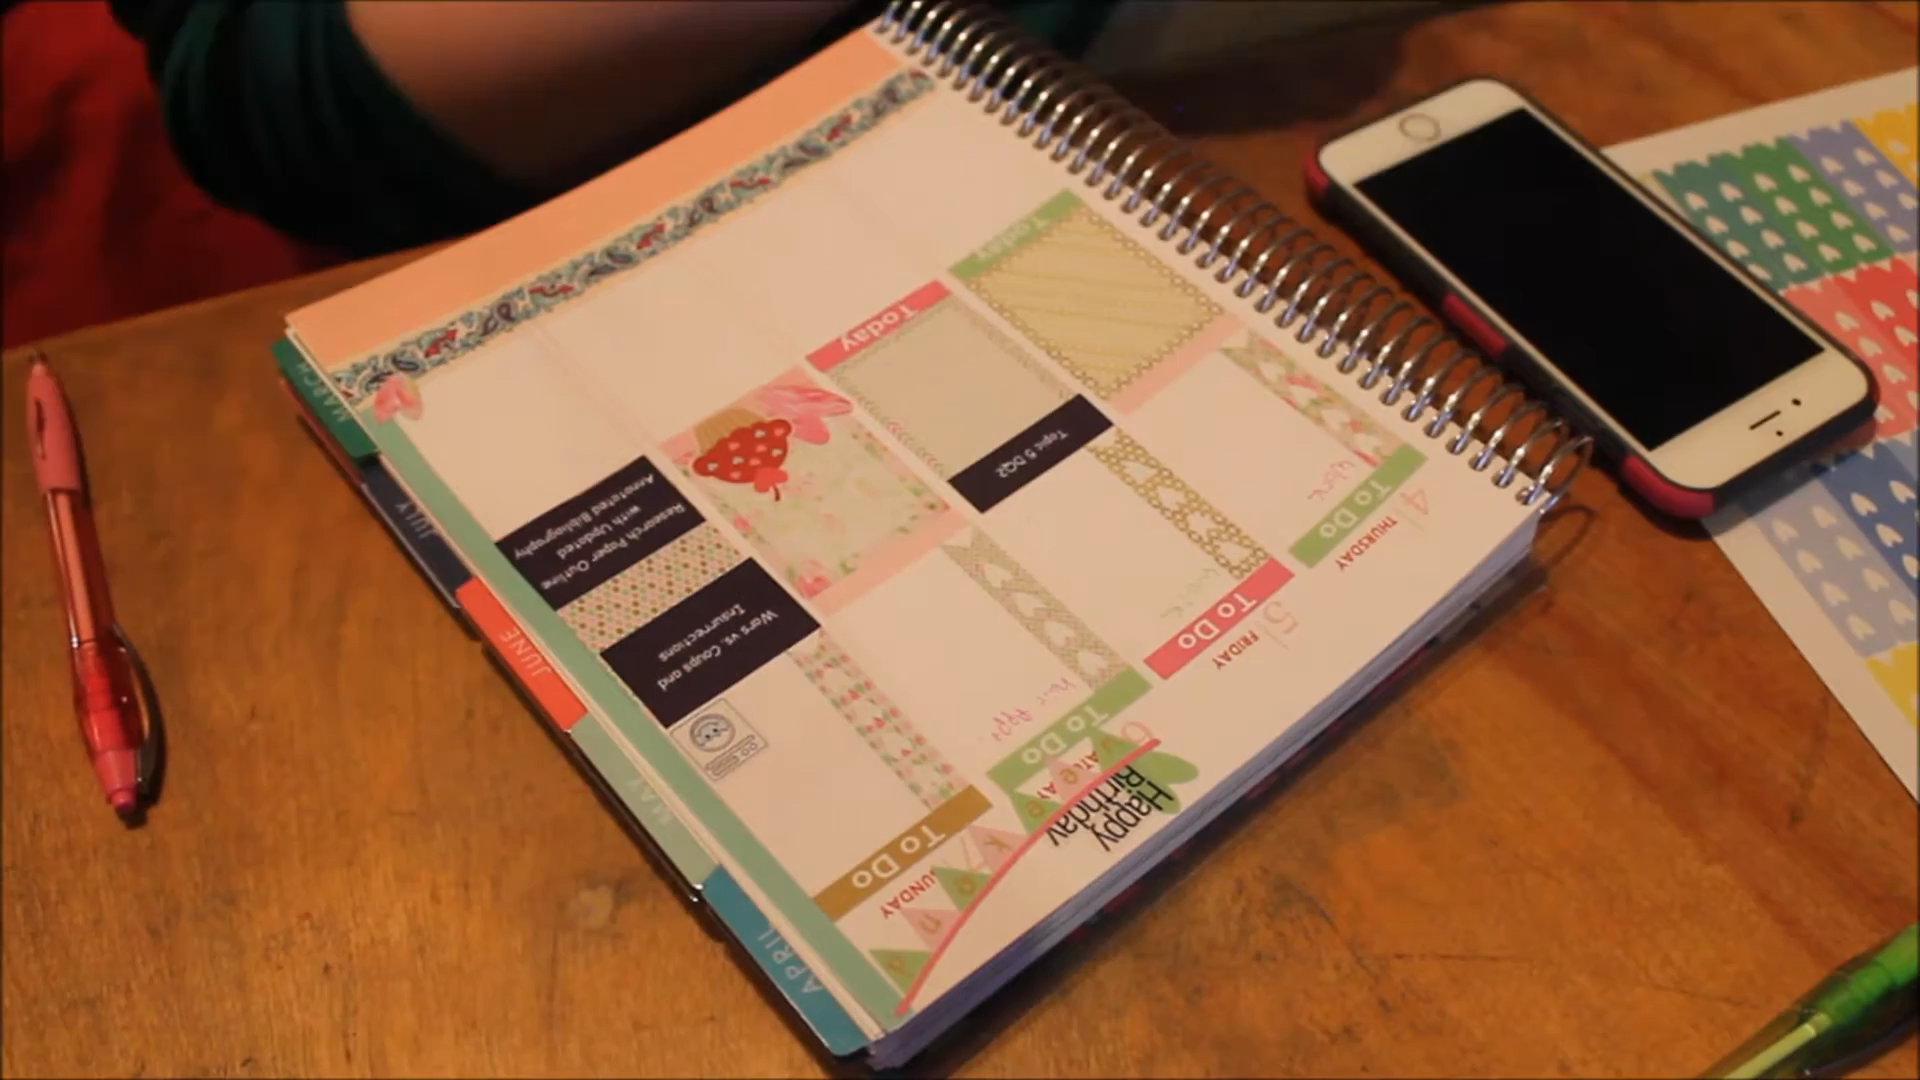 4
THURSDAY
To Do
Work
Today
5
FRIDAY
To Do
Topic 5 DQ2
Today
6
Happy
Birthday
To Do
SUNDAY
To Do
Wars vs. Coups and
Insurrections
Research Paper Outline
with Updated
Annotated Bibliography
MARCH
JULY
JUNE
MAY
APRIL